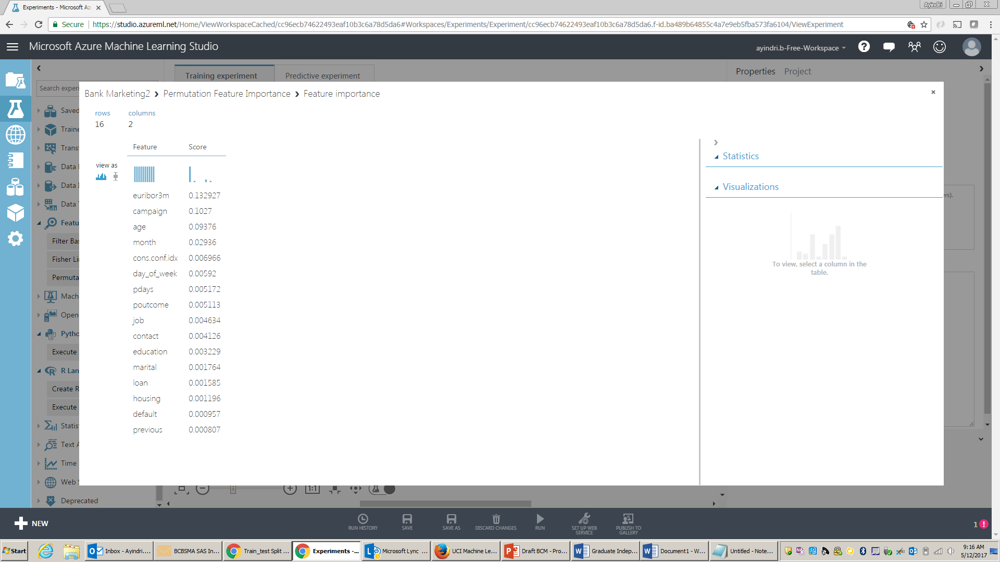 Experiments - Microsoft Az
Ayindri
Secure
https://studio.azureml.net/Home/ViewWorkspaceCached/cc96ecb74622493eaf10b3c6a78d5da6#Workspaces/Experiments/Experiment/cc96ecb74622493eaf10b3c6a78d5da6.f-id.ba489b64855c4a7e9eb5fba573fa6104/ViewExperiment
Microsoft Azure Machine Learning Studio
ayindri.b-Free-Workspace
Training experiment
Predictive experiment
Properties Project
Search experi
Bank Marketing2 > Permutation Feature Importance > Feature importance
rows columns
16 2
Feature Score
view as
euribor3m 0.132927
campaign 0.1027
age 0.09376
month 0.02936
cons.conf.idx 0.006966
day_of_week 0.00592
pdays 0.005172
poutcome 0.005113
job 0.004634
contact 0.004126
education 0.003229
marital 0.001764
loan 0.001585
housing 0.001196
default 0.000957
previous 0.000807
Statistics
Visualizations
To view, select a column in the
table.
rs).
Saved
Traine
Transf
Data F
Data I
Data T
Featu
Filter Bas
Fisher Li
Permuta
Mach
Open
Pytho
Execute
R Lan
Create R
Execute
Statis
Text A
Time
Web S
Deprecated
1:1
NEW
RUN HISTORY
SAVE
SAVE AS
DISCARD CHANGES
RUN
SET UP WEB
SERVICE
PUBLISH TO
GALLERY
1 !
Start
Inbox - Ayindri....
BCBSMA SAS In...
Train_test Split ...
Experiments -...
Microsoft Lync ...
UCI Machine Le...
Draft BCM - Pro...
Graduate Indep...
Document1 - W...
Untitled - Note...
9:16 AM
5/12/2017